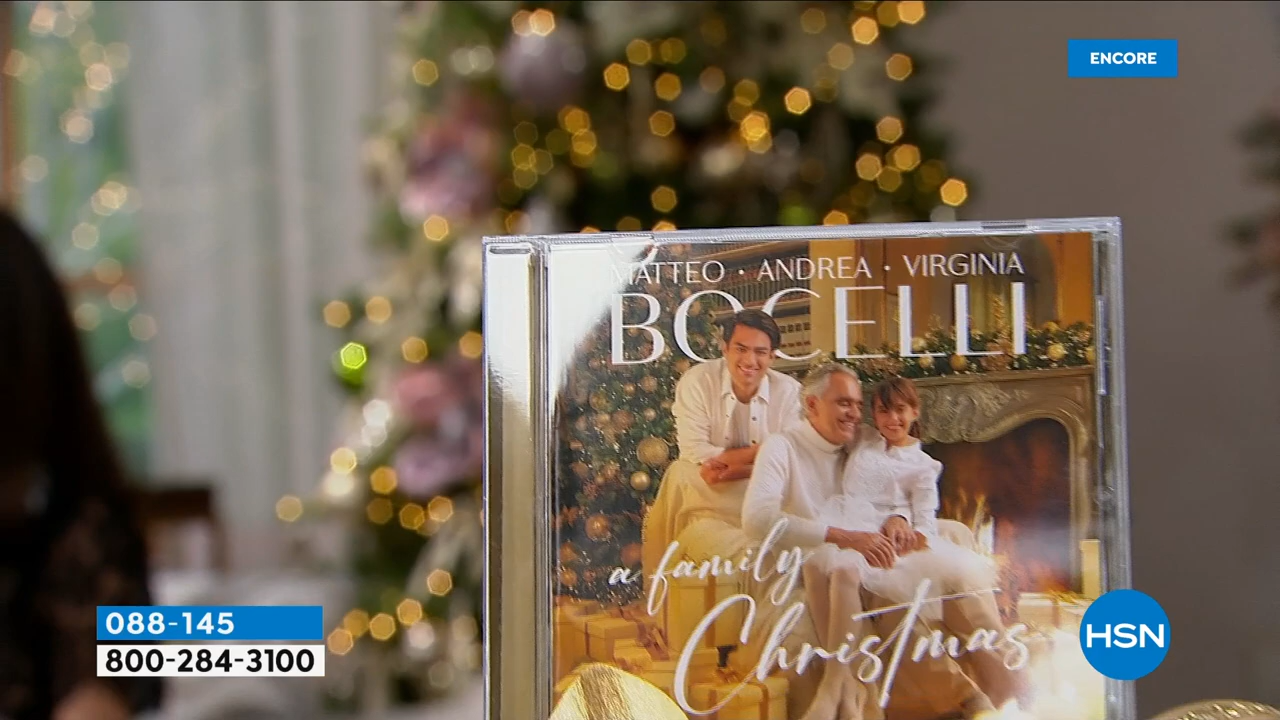 ENCORE
MATTEO · ANDREA · VIRGINIA
BOCELLI
a family
Christmas
088-145
800-284-3100
HSN